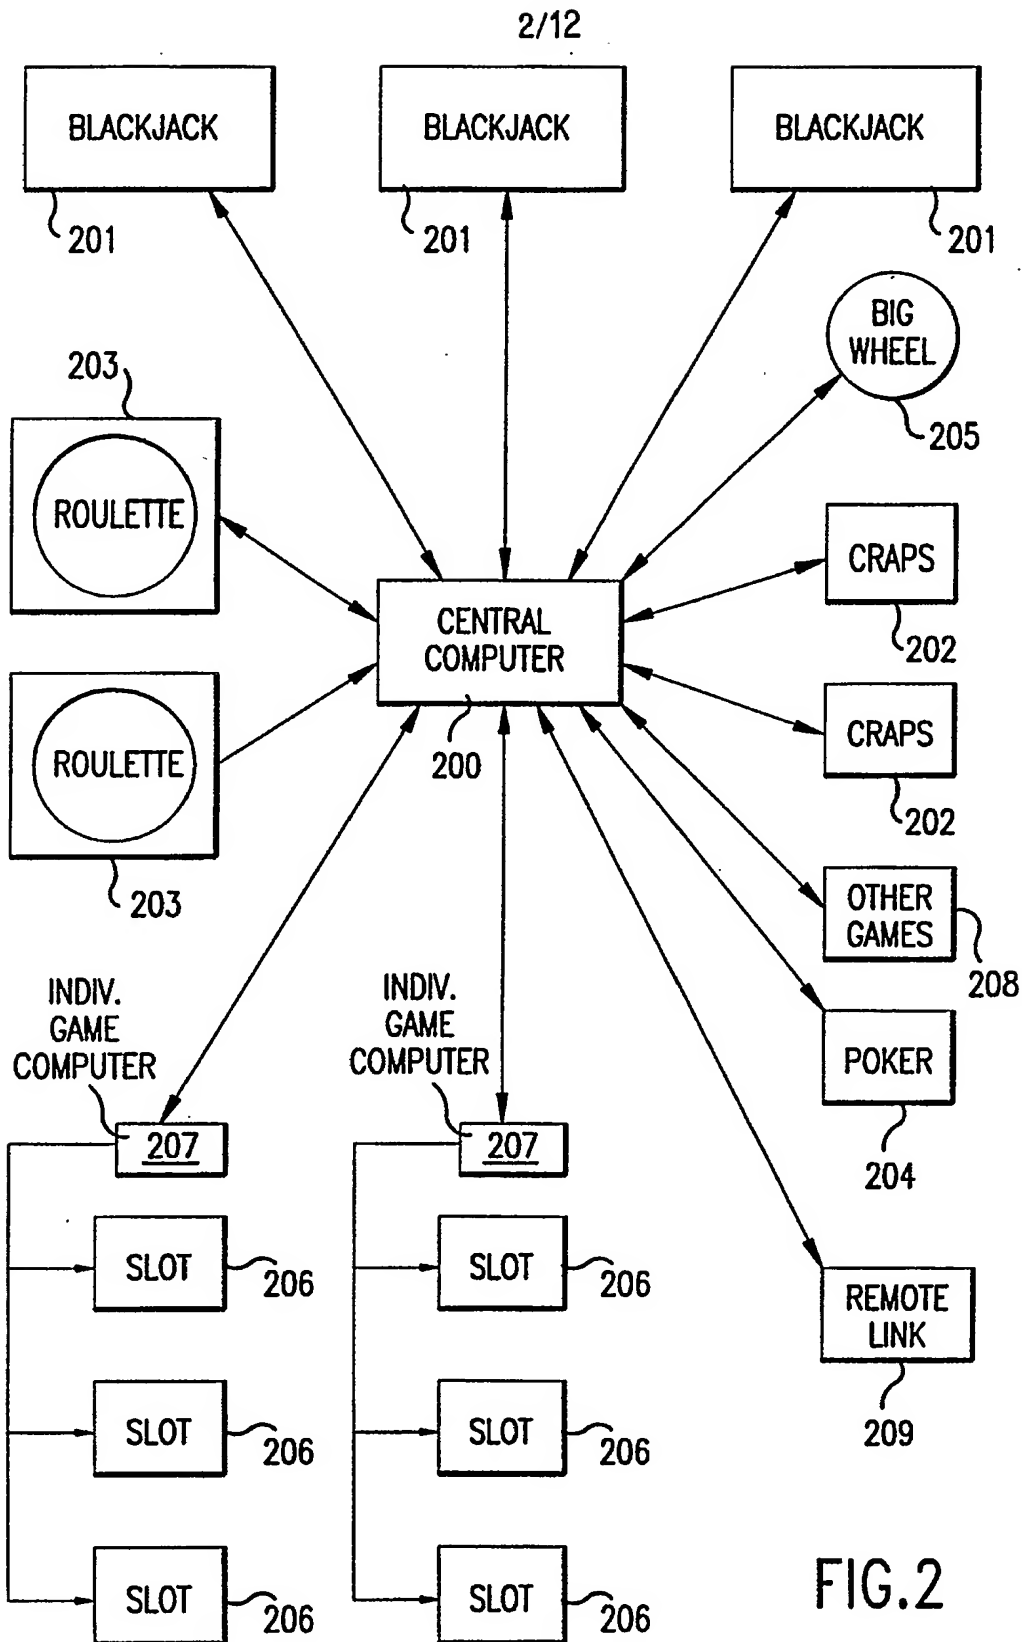 2/12
BLACKJACK
BLACKJACK
BLACKJACK
201
201
201
BIG
WHEEL
205
203
ROULETTE
CRAPS
202
CENTRAL
COMPUTER
200
ROULETTE
203
CRAPS
202
OTHER
GAMES
208
INDIV.
GAME
COMPUTER
207
INDIV.
GAME
COMPUTER
207
POKER
204
SLOT
206
SLOT
206
REMOTE
LINK
209
SLOT
206
SLOT
206
SLOT
206
SLOT
206
FIG.2